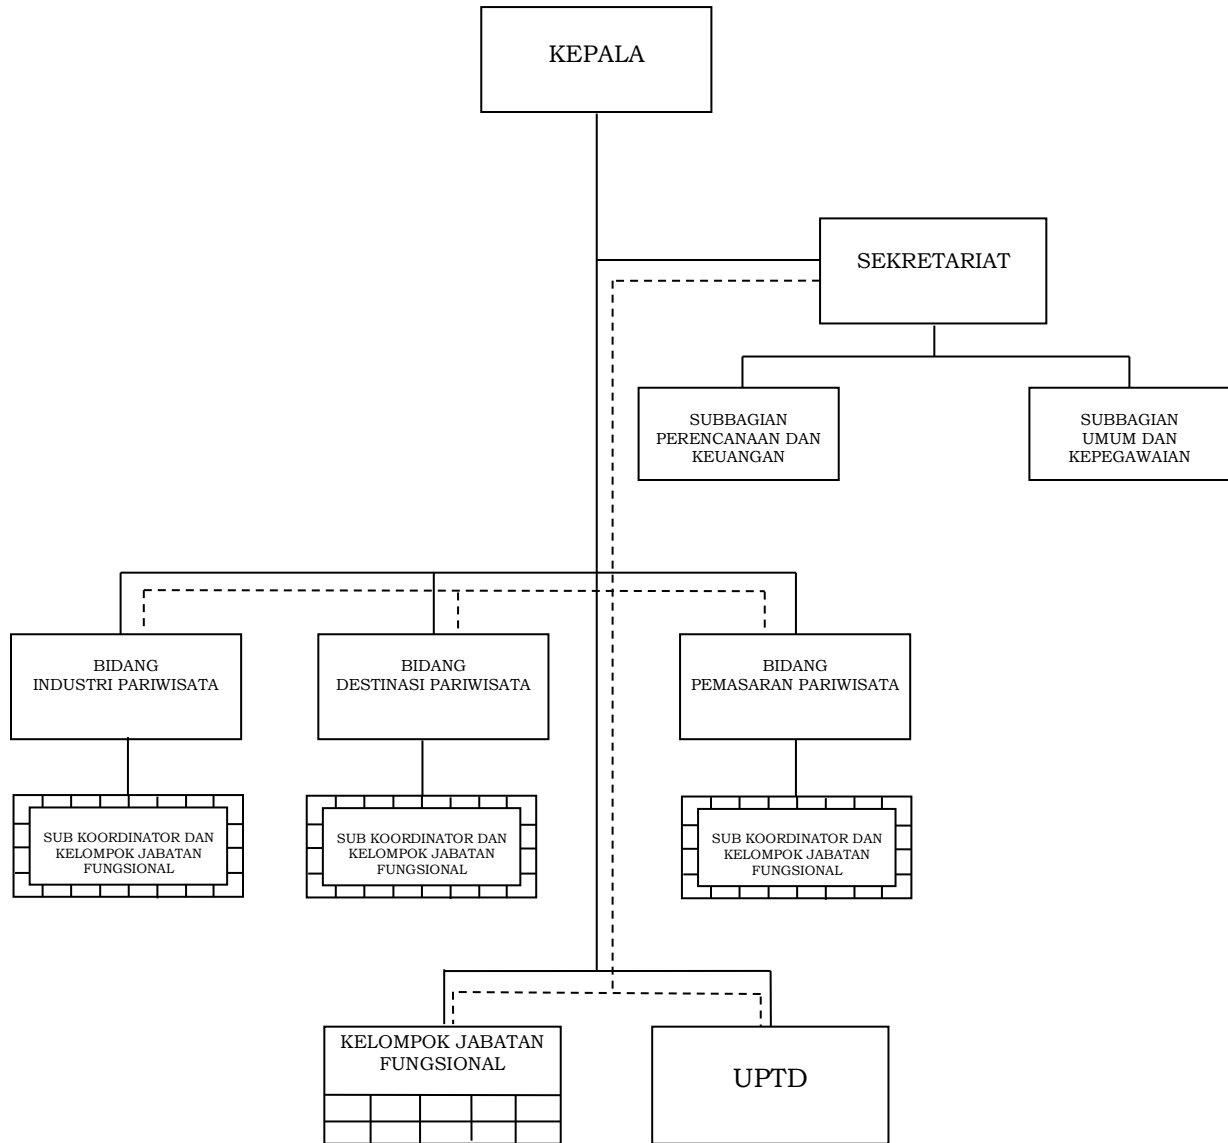 KEPALA
SEKRETARIAT
SUBBAGIAN
PERENCANAAN DAN
KEUANGAN
SUBBAGIAN
UMUM DAN
KEPEGAWAIAN
BIDANG
INDUSTRI PARIWISATA
BIDANG
DESTINASI PARIWISATA
BIDANG
PEMASARAN PARIWISATA
SUB KOORDINATOR DAN
KELOMPOK JABATAN
FUNGSIONAL
SUB KOORDINATOR DAN
KELOMPOK JABATAN
FUNGSIONAL
SUB KOORDINATOR DAN
KELOMPOK JABATAN
FUNGSIONAL
KELOMPOK JABATAN
FUNGSIONAL
UPTD